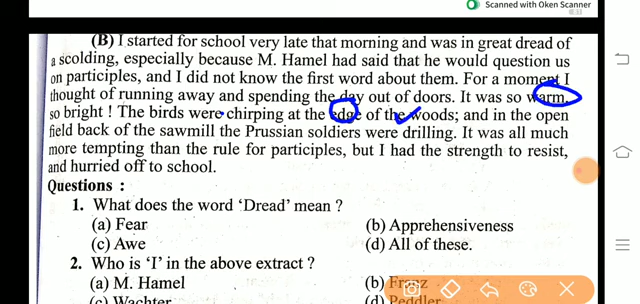 Scanned with Oken Scanner
(B) I started for school very late that morning and was in great dread of
a scolding, especially because M. Hamel had said that he would question us
on participles, and I did not know the first word about them. For a moment I
thought of running away and spending the day out of doors. It was so warm,
so bright ! The birds were chirping at the edge of the woods; and in the open
field back of the sawmill the Prussian soldiers were drilling. It was all much
more tempting than the rule for participles, but I had the strength to resist,
and hurried off to school.
Questions :
1. What does the word ‘Dread’ mean ?
(a) Fear (b) Apprehensiveness
(c) Awe (d) All of these.
2. Who is ‘I’ in the above extract ?
(a) M. Hamel (b) Franz
(c) Wachter (d) Peddler